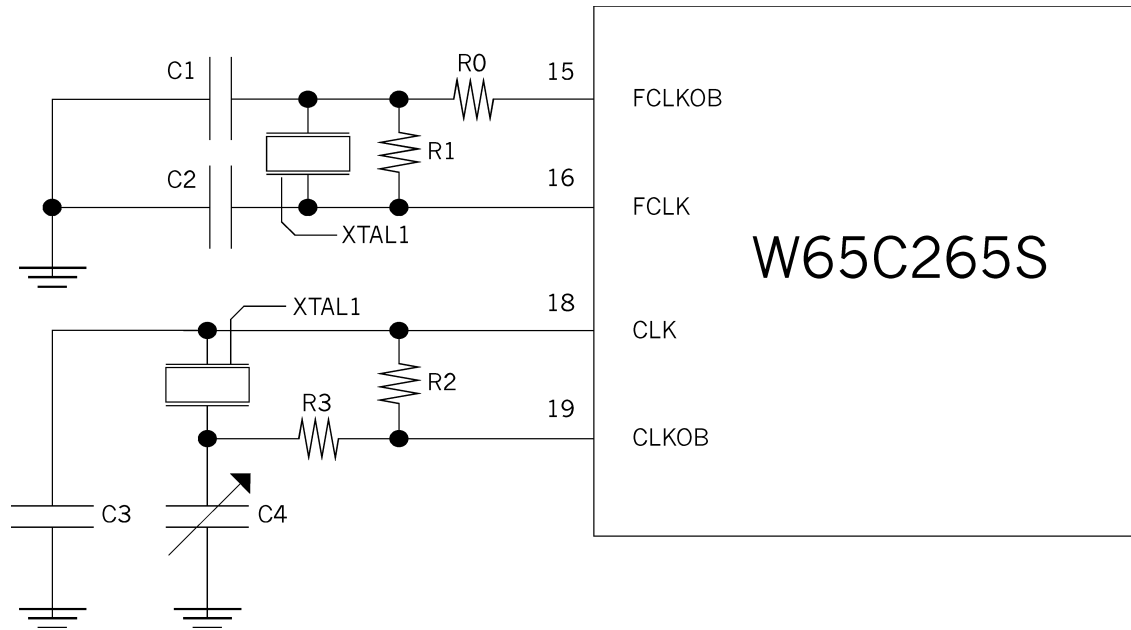 C1
R0
15
FCLKOB
R1
C2
16
FCLK
XTAL1
W65C265S
XTAL1
18
CLK
R2
R3
19
CLKOB
C3
C4